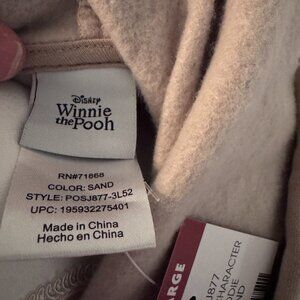 Disney
Winnie
the Pooh
RN#71668
COLOR: SAND
STYLE: POSJ877-3L52
UPC: 195932275401
Made in China
Hecho en China
ARGE
J877
CHARACTER
DIE
ND